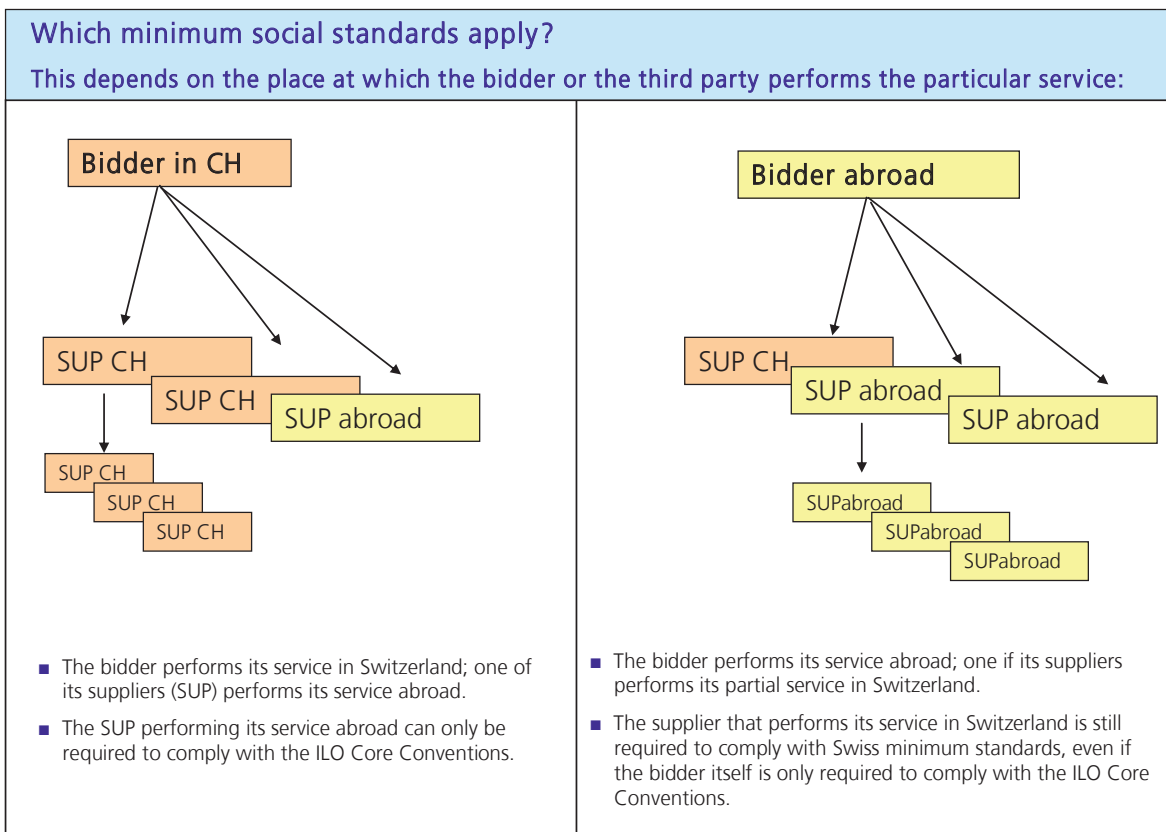 Which minimum social standards apply?
This depends on the place at which the bidder or the third party performs the particular service:
Bidder in CH
SUP CH
SUP CH
SUP abroad
SUP CH
SUP CH
SUP CH
■ The bidder performs its service in Switzerland; one of
its suppliers (SUP) performs its service abroad.
■ The SUP performing its service abroad can only be
required to comply with the ILO Core Conventions.
Bidder abroad
SUP CH
SUP abroad
SUP abroad
SUPabroad
SUPabroad
SUPabroad
■ The bidder performs its service abroad; one if its suppliers
performs its partial service in Switzerland.
■ The supplier that performs its service in Switzerland is still
required to comply with Swiss minimum standards, even if
the bidder itself is only required to comply with the ILO Core
Conventions.